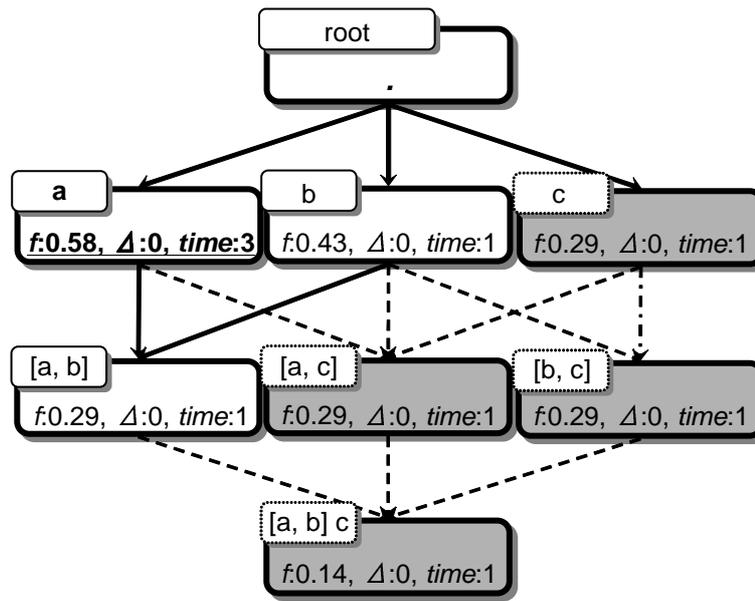 root
.
a
f:0.58, Δ:0, time:3
b
f:0.43, Δ:0, time:1
c
f:0.29, Δ:0, time:1
[a, b]
f:0.29, Δ:0, time:1
[a, c]
f:0.29, Δ:0, time:1
[b, c]
f:0.29, Δ:0, time:1
[a, b] c
f:0.14, Δ:0, time:1